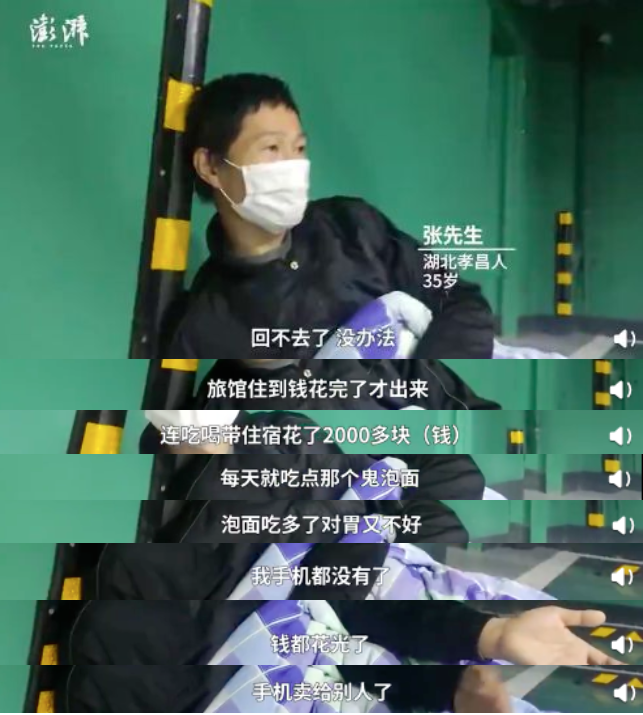 澎湃
THE PAPER
张先生
湖北孝昌人
35岁
回不去了 没办法
旅馆住到钱花完了才出来
连吃喝带住宿花了2000多块（钱）
每天就吃点那个鬼泡面
泡面吃多了对胃又不好
我手机都没有了
钱都花光了
手机卖给别人了